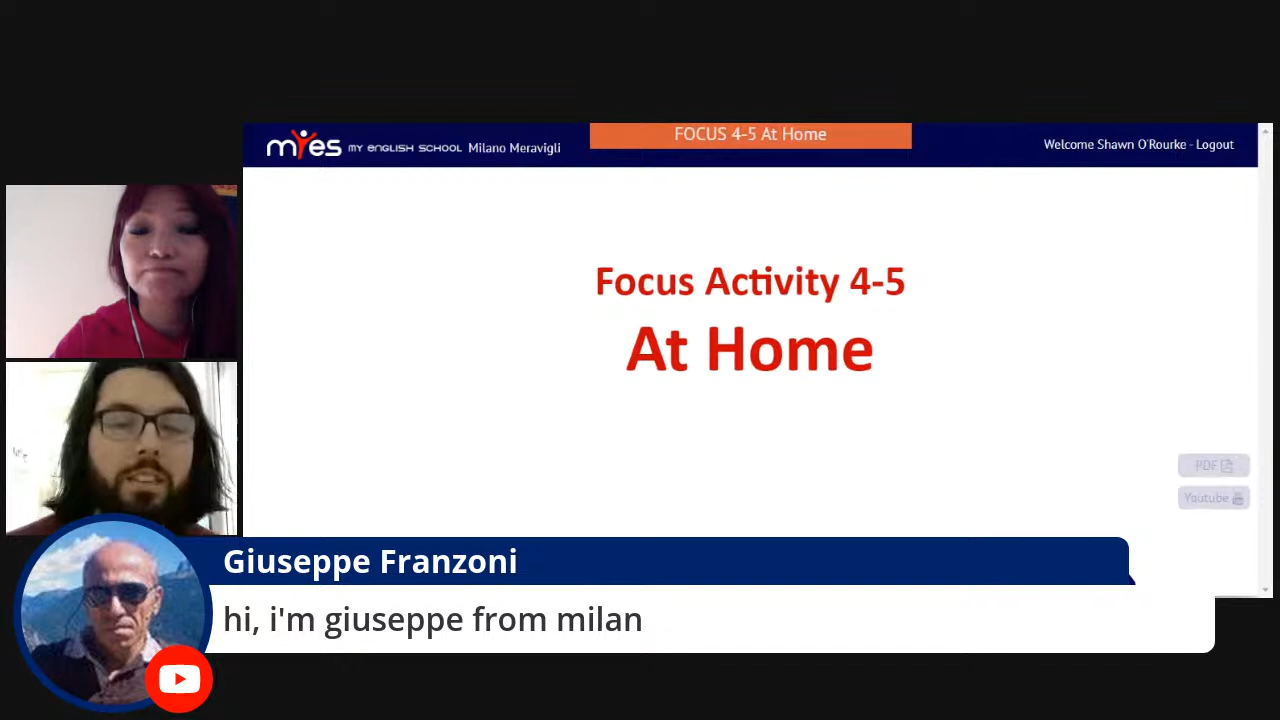 FOCUS 4-5 At Home
myes MY ENGLISH SCHOOL Milano Meravigli
Welcome Shawn O'Rourke - Logout
Focus Activity 4-5
At Home
PDF
Youtube
Giuseppe Franzoni
hi, i'm giuseppe from milan